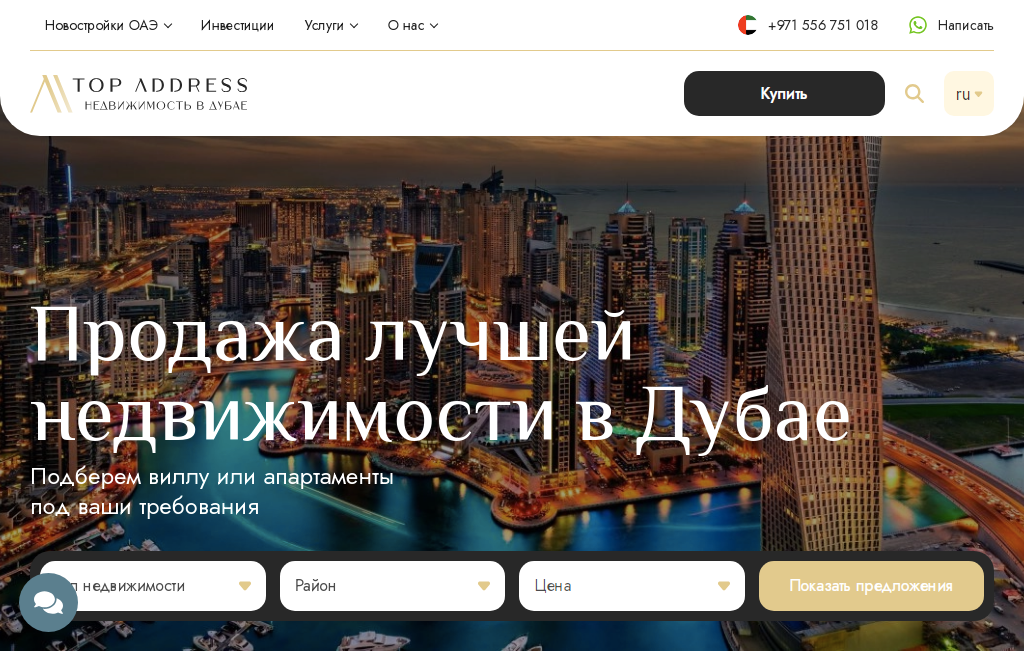 Новостройки ОАЭ
Инвестиции
Услуги
О нас
+971 556 751 018
Написать
TOP ADDRESS
НЕДВИЖИМОСТЬ В ДУБАЕ
Купить
ru
Продажа лучшей
недвижимости в Дубае
Подберем виллу или апартаменты
под ваши требования
недвижимости
Район
Цена
Показать предложения